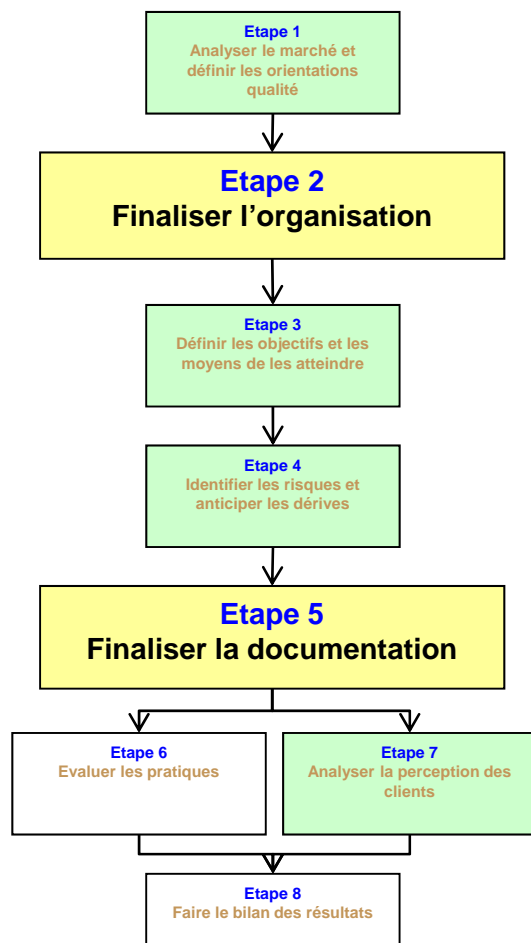 Etape 1
Analyser le marché et
définir les orientations
qualité
Etape 2
Finaliser l’organisation
Etape 3
Définir les objectifs et les
moyens de les atteindre
Etape 4
Identifier les risques et
anticiper les dérives
Etape 5
Finaliser la documentation
Etape 6
Evaluer les pratiques
Etape 7
Analyser la perception des
clients
Etape 8
Faire le bilan des résultats